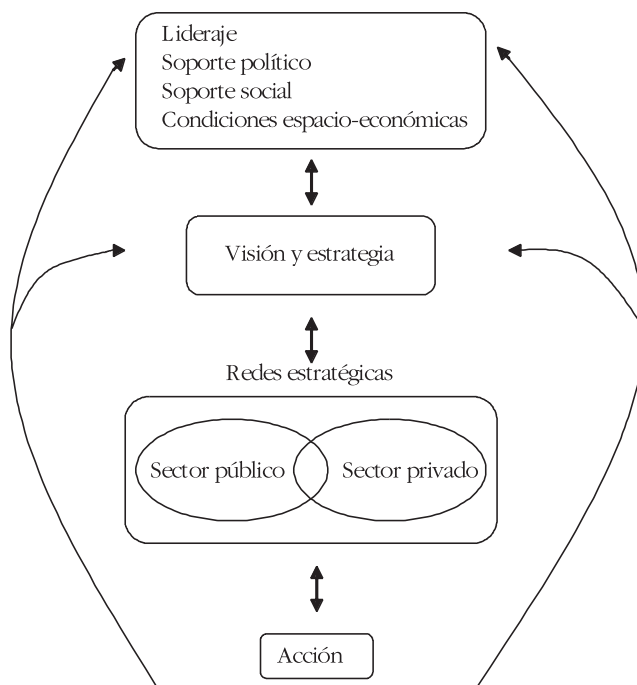 Lideraje
Soporte político
Soporte social
Condiciones espacio-económicas
Visión y estrategia
Redes estratégicas
Sector público
Sector privado
Acción